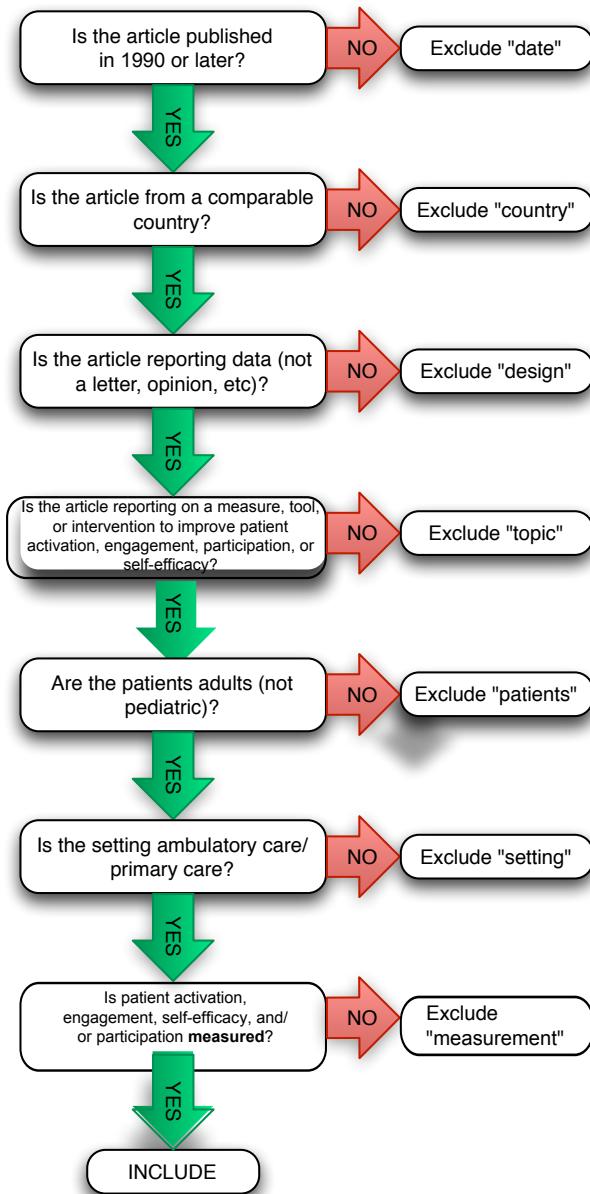 Is the article published
in 1990 or later?
NO
Exclude "date"
YES
Is the article from a comparable
country?
NO
Exclude "country"
YES
Is the article reporting data (not
a letter, opinion, etc)?
NO
Exclude "design"
YES
Is the article reporting on a measure, tool,
or intervention to improve patient
activation, engagement, participation, or
self-efficacy?
NO
Exclude "topic"
YES
Are the patients adults (not
pediatric)?
NO
Exclude "patients"
YES
Is the setting ambulatory care/
primary care?
NO
Exclude "setting"
YES
Is patient activation,
engagement, self-efficacy, and/
or participation measured?
NO
Exclude
"measurement"
YES
INCLUDE